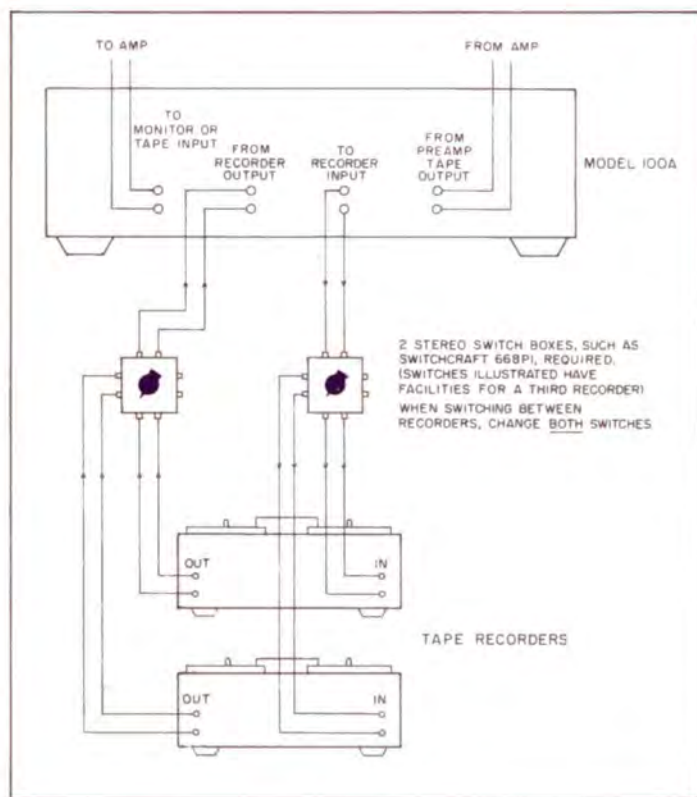 TO AMP
FROM AMP
TO
MONITOR OR
TAPE INPUT
FROM
RECORDER
OUTPUT
TO
RECORDER
INPUT
FROM
PREAMP
TAPE
OUTPUT
MODEL 100A
2 STEREO SWITCH BOXES, SUCH AS
SWITCHCRAFT 668P1, REQUIRED.
(SWITCHES ILLUSTRATED HAVE
FACILITIES FOR A THIRD RECORDER)
WHEN SWITCHING BETWEEN
RECORDERS, CHANGE BOTH SWITCHES
OUT
IN
TAPE RECORDERS
OUT
IN